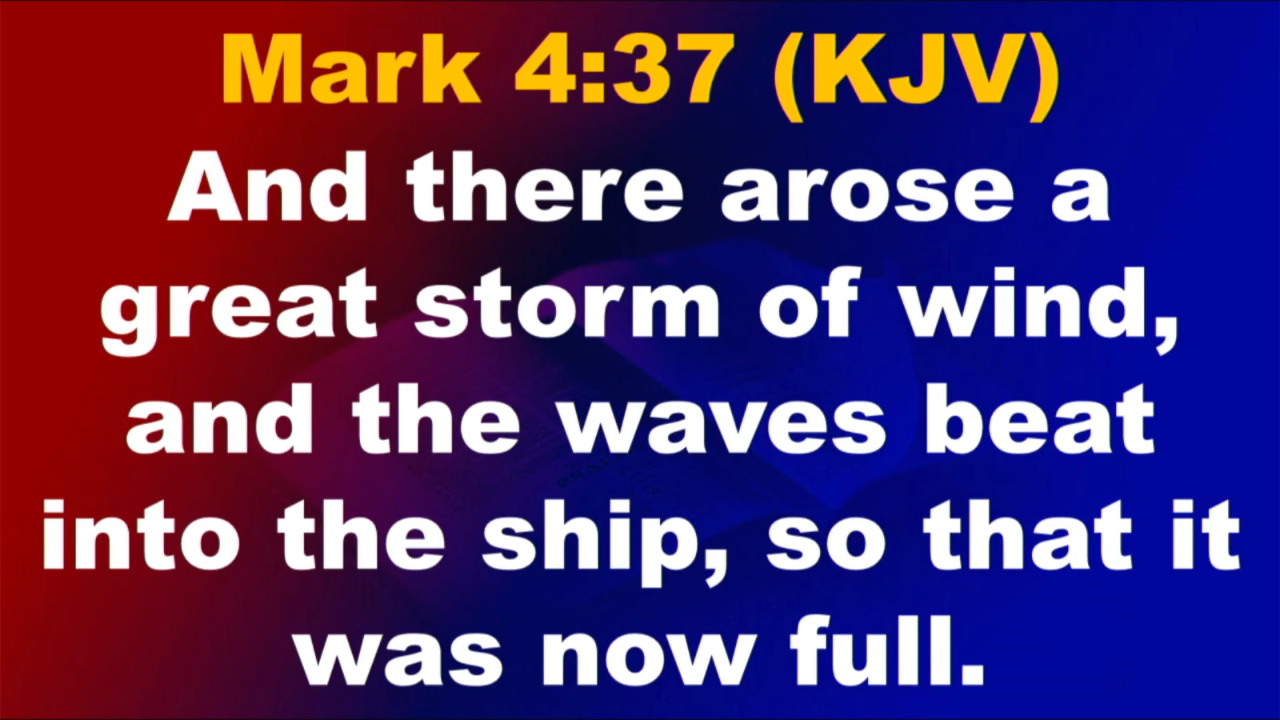 Mark 4:37 (KJV)
And there arose a
great storm of wind,
and the waves beat
into the ship, so that it
was now full.